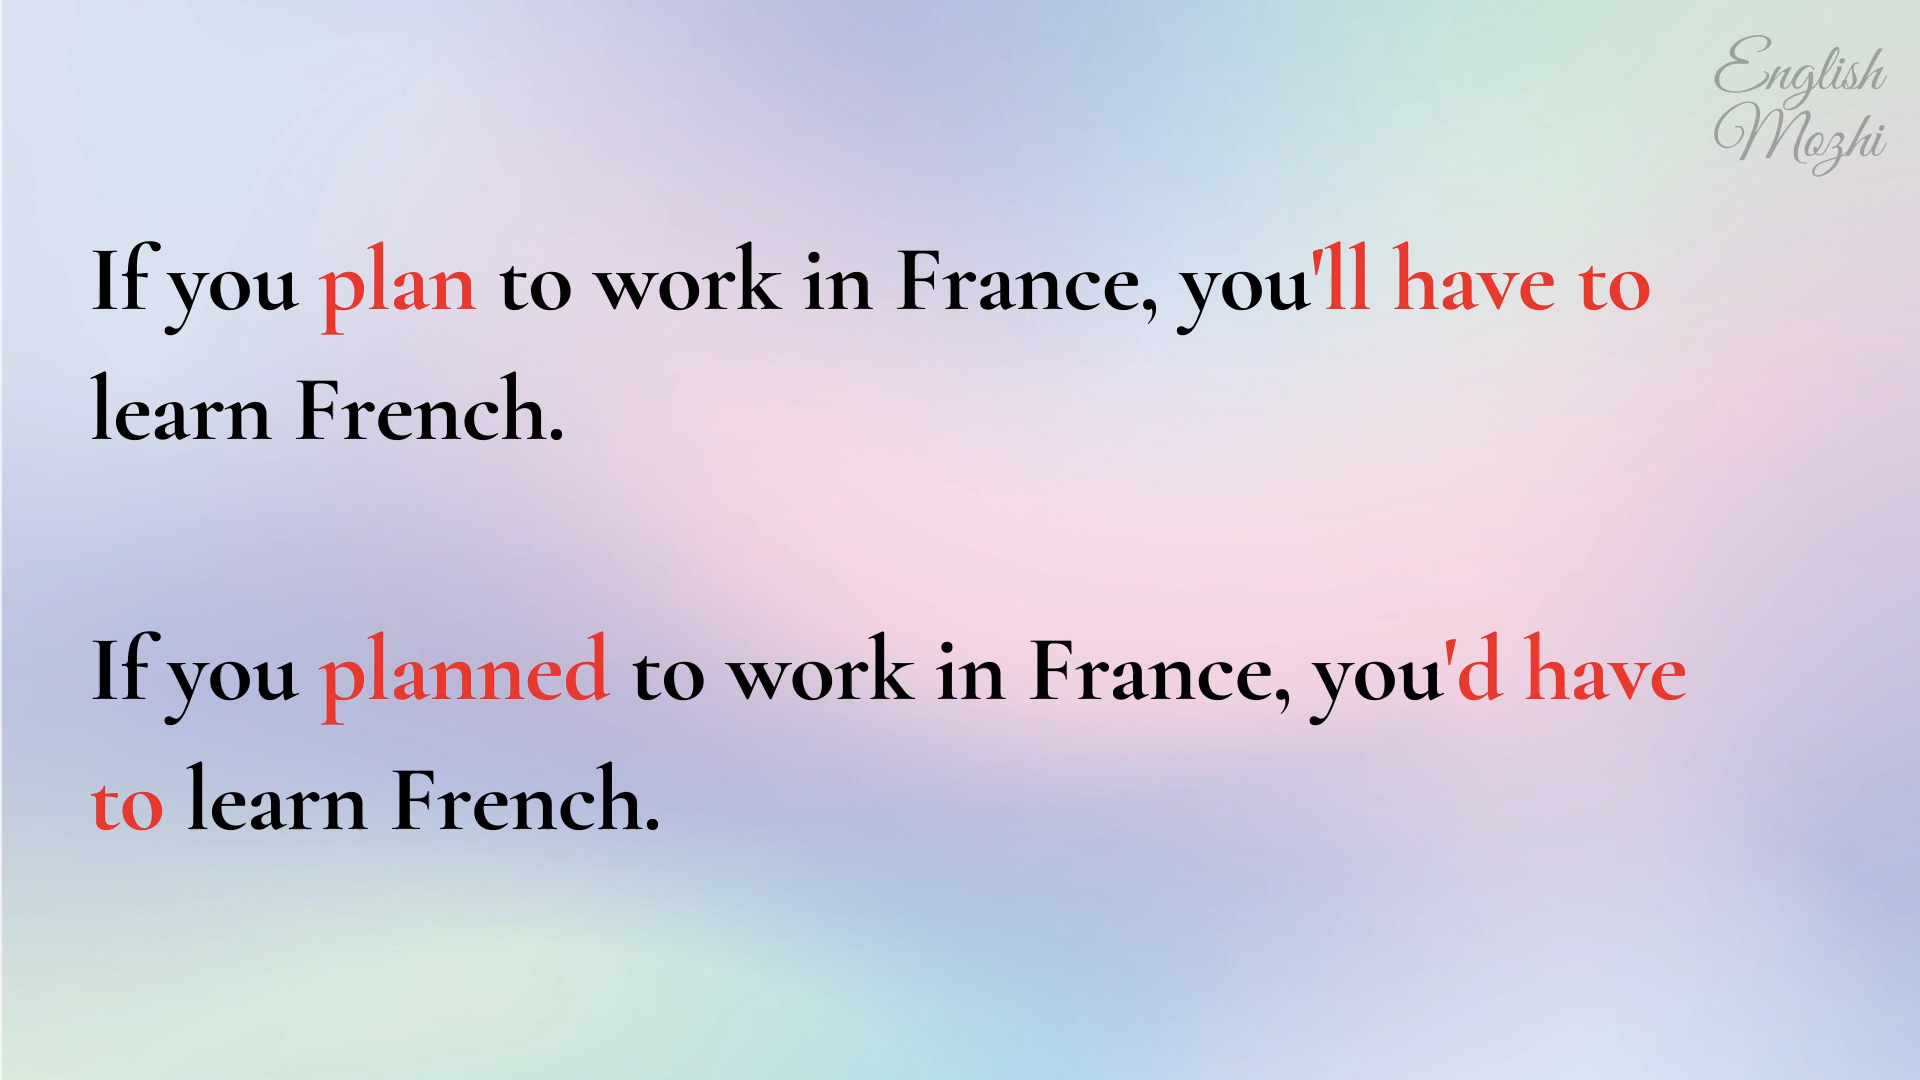 English
Mozhi
If you plan to work in France, you'll have to
learn French.
If you planned to work in France, you'd have
to learn French.